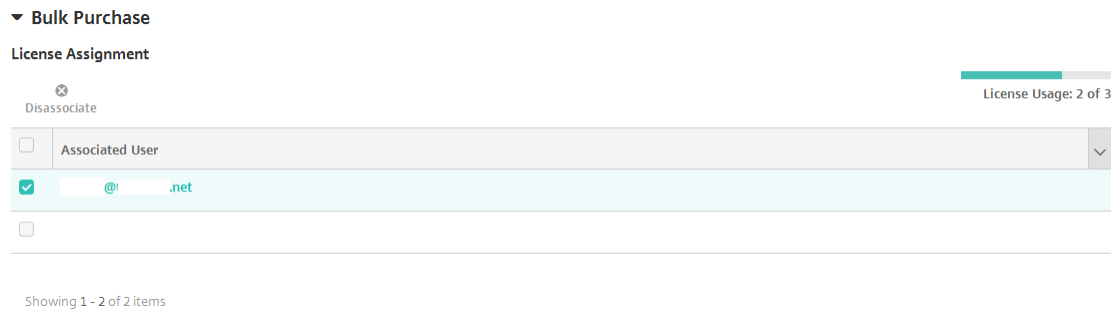 Bulk Purchase
License Assignment
Disassociate
License Usage: 2 of 3
Associated User
@ .net
Showing 1 - 2 of 2 items